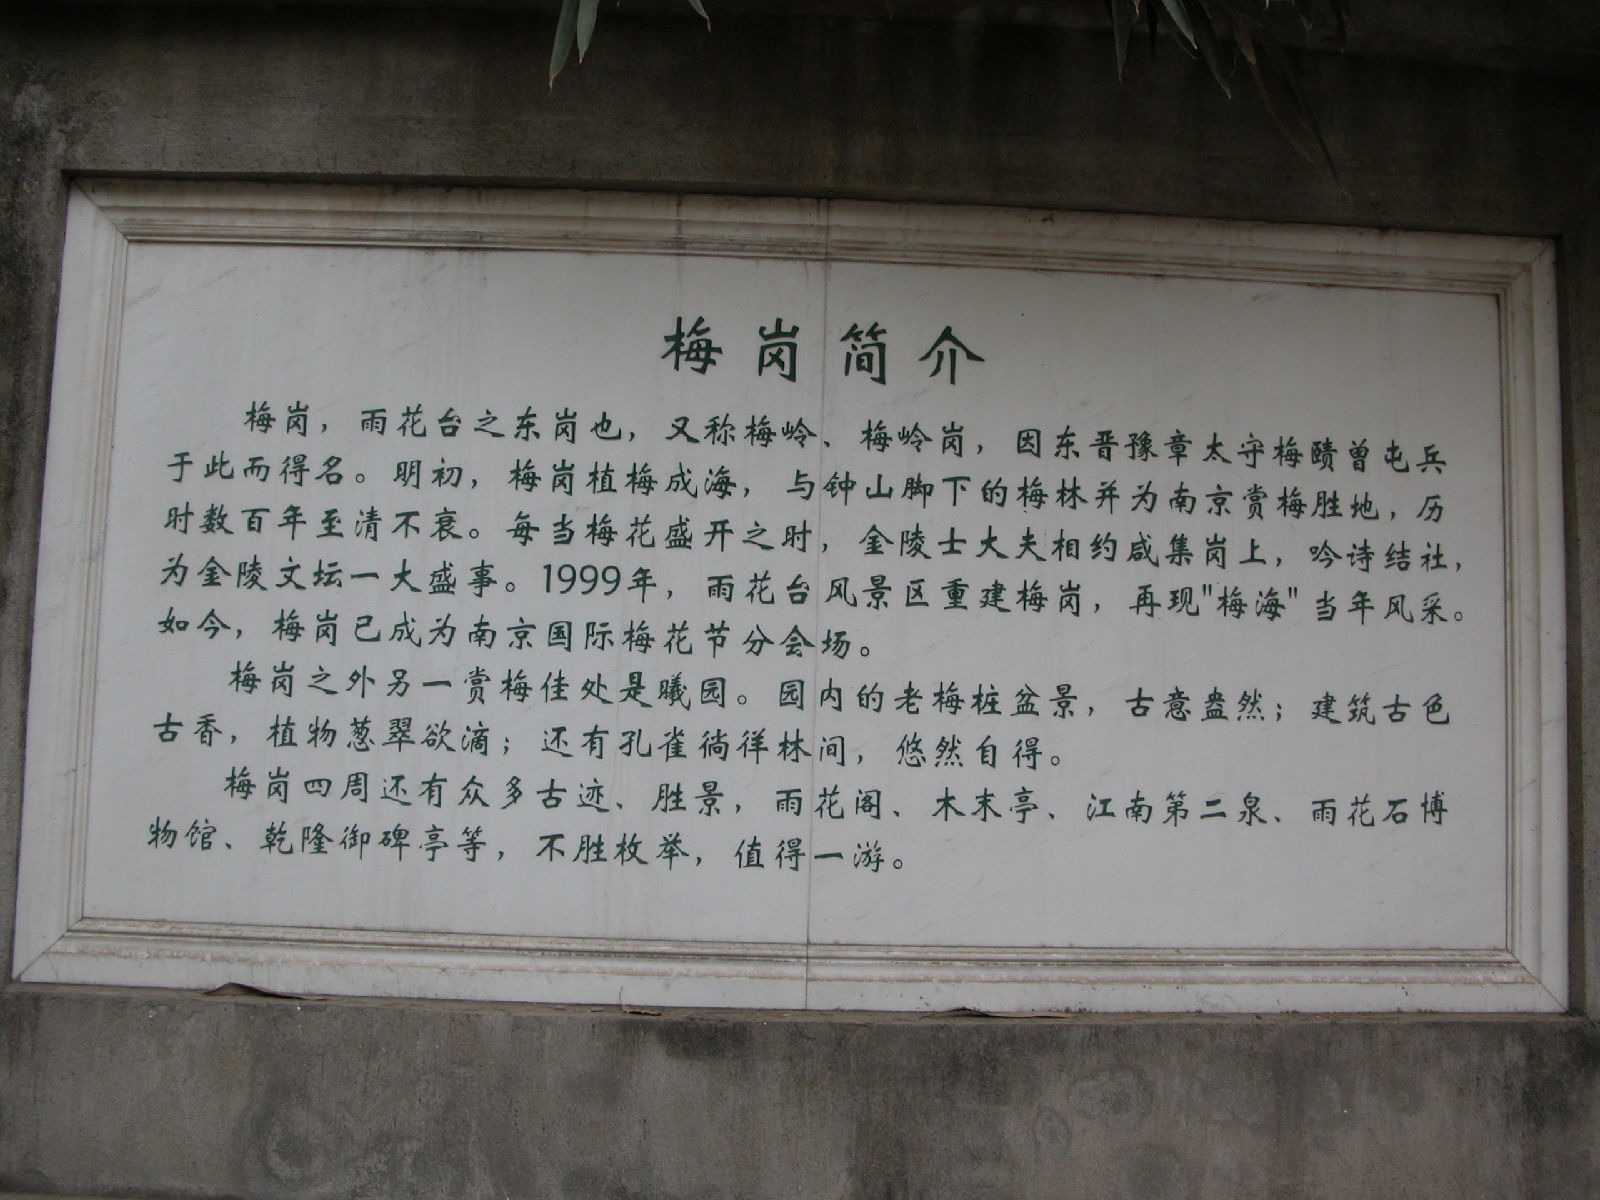 梅岗简介
梅岗，雨花台之东岗也，又称梅岭、梅岭岗，因东晋豫章太守梅赜曾屯兵
于此而得名。明初，梅岗植梅成海，与钟山脚下的梅林并为南京赏梅胜地，历
时数百年至清不衰。每当梅花盛开之时，金陵士大夫相约咸集岗上，吟诗结社，
为金陵文坛一大盛事。1999年，雨花台风景区重建梅岗，再现"梅海"当年风采。
如今，梅岗已成为南京国际梅花节分会场。
梅岗之外另一赏梅佳处是曦园。园内的老梅桩盆景，古意盎然；建筑古色
古香，植物葱翠欲滴；还有孔雀徜徉林间，悠然自得。
梅岗四周还有众多古迹、胜景，雨花阁、木末亭、江南第二泉、雨花石博
物馆、乾隆御碑亭等，不胜枚举，值得一游。